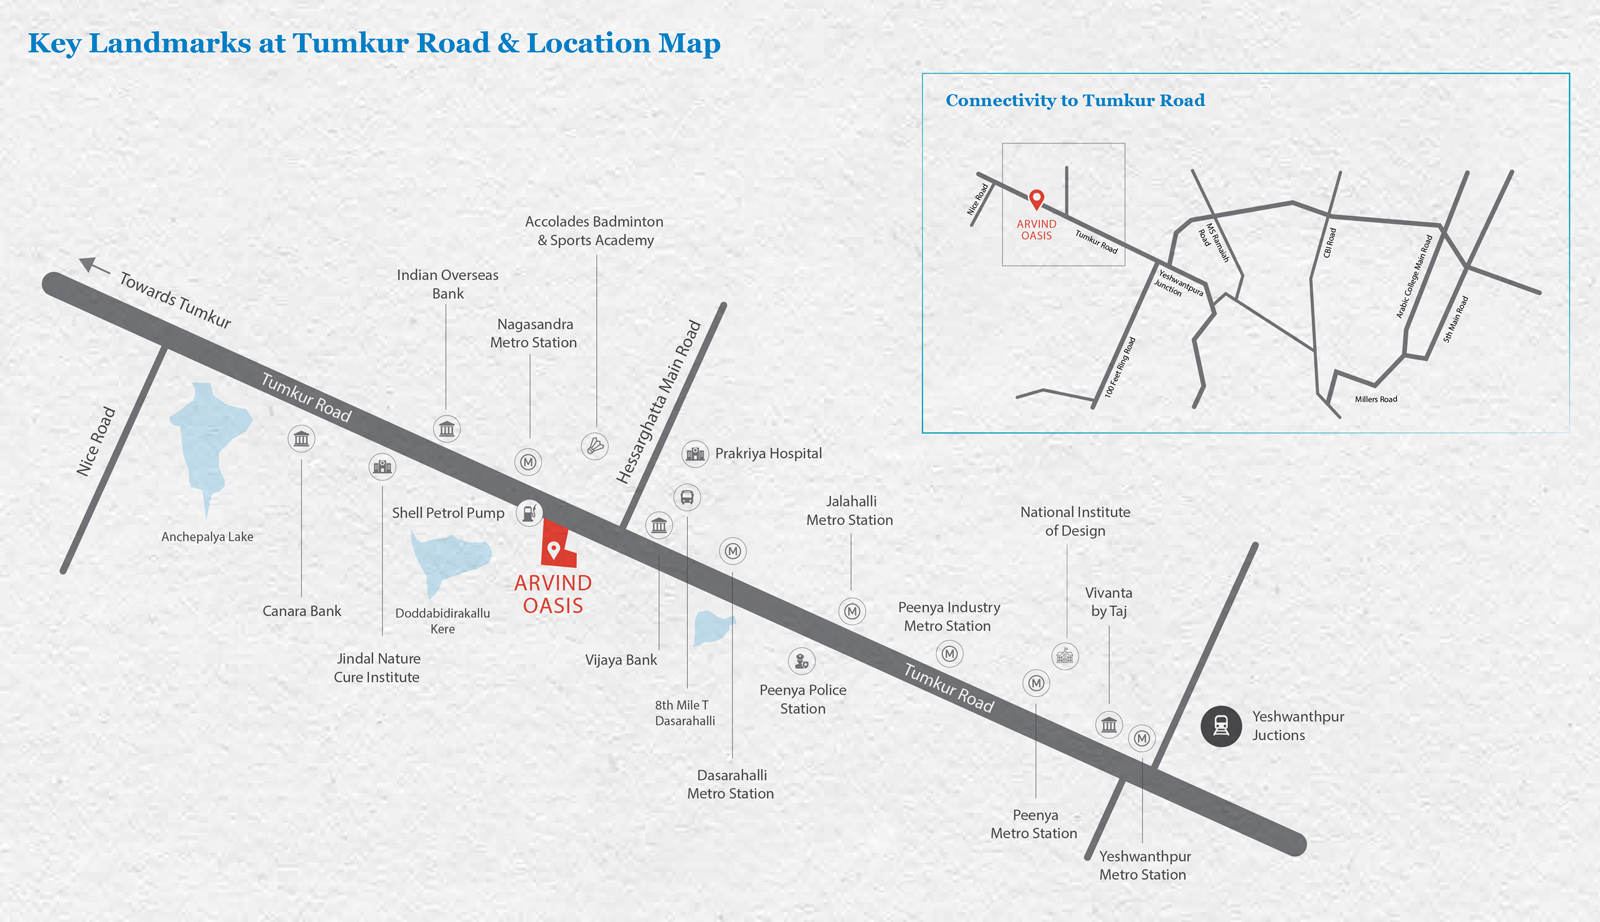 Key Landmarks at Tumkur Road & Location Map
Connectivity to Tumkur Road
Nice Road
ARVIND
OASIS
Tumkur Road
Yeshwantpura
Junction
MS Ramaiah
Road
CBI Road
Arabic College Main Road
5th Main Road
100 Feet Ring Road
Millers Road
Towards Tumkur
Tumkur Road
Nice Road
Accolades Badminton
& Sports Academy
Indian Overseas
Bank
Nagasandra
Metro Station
Hessarghatta Main Road
Prakriya Hospital
Shell Petrol Pump
Anchepalya Lake
Canara Bank
Jindal Nature
Cure Institute
Doddabidirakallu
Kere
ARVIND
OASIS
Vijaya Bank
8th Mile T
Dasarahalli
Dasarahalli
Metro Station
Peenya Police
Station
Jalahalli
Metro Station
Peenya Industry
Metro Station
Tumkur Road
National Institute
of Design
Vivanta
by Taj
Peenya
Metro Station
Yeshwanthpur
Metro Station
Yeshwanthpur
Juctions
M
M
M
M
M
M